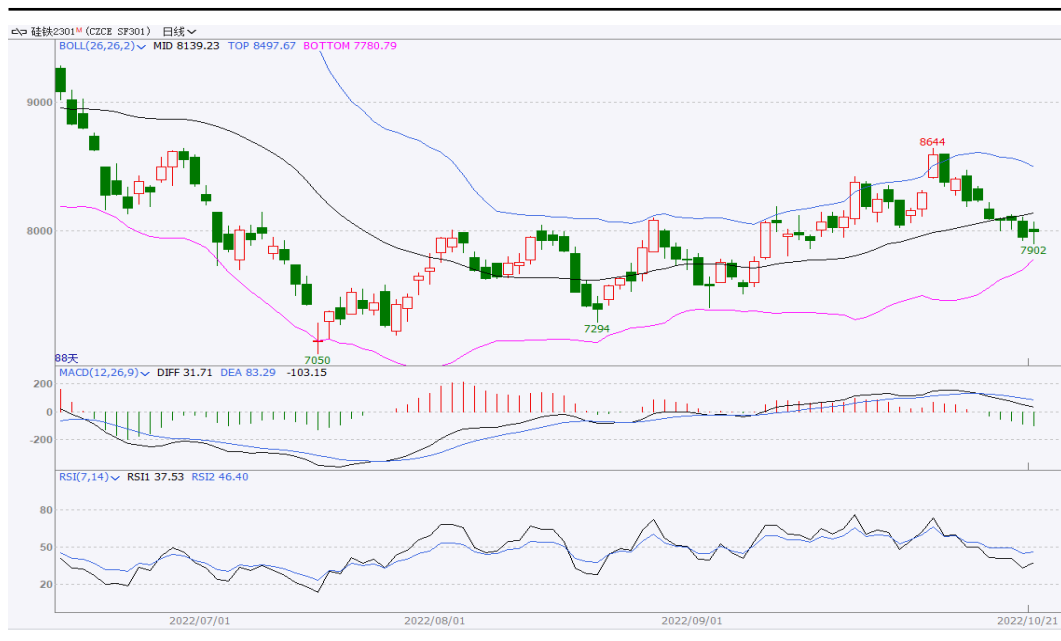 硅铁2301M (CZCE SF301) 日线
BOLL(26,26,2) MID 8139.23 TOP 8497.67 BOTTOM 7780.79
9000
8644
8000
7902
7294
7050
88天
MACD(12,26,9) DIFF 31.71 DEA 83.29 -103.15
200
0
-200
RSI(7,14) RSI1 37.53 RSI2 46.40
80
50
20
2022/07/01 2022/08/01 2022/09/01 2022/10/21